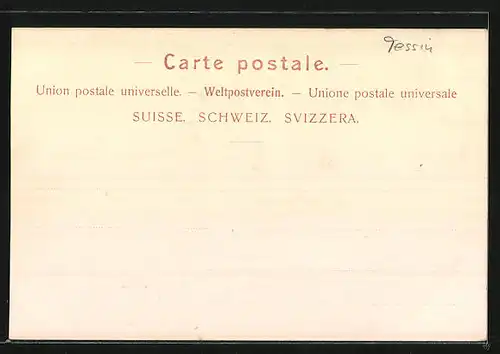 Tessin
— Carte postale. —
Union postale universelle. — Weltpostverein. — Unione postale universale
SUISSE. SCHWEIZ. SVIZZERA.